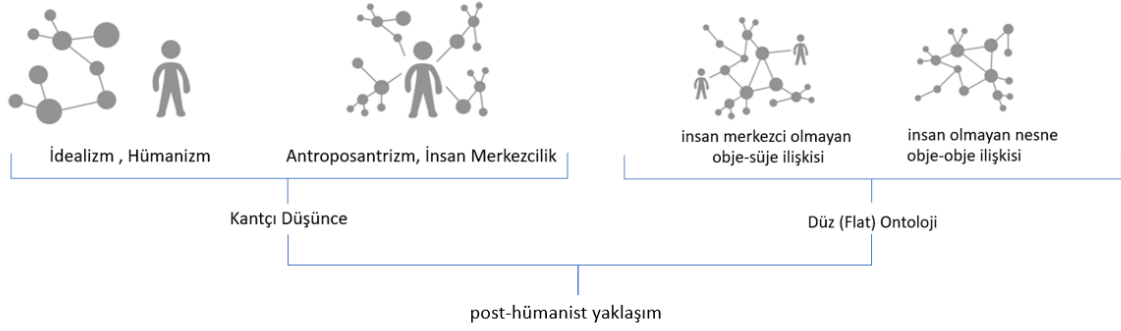 İdealizm , Hümanizm
Antroposantrizm, İnsan Merkezcilik
insan merkezci olmayan
obje-süje ilişkisi
insan olmayan nesne
obje-obje ilişkisi
Kantçı Düşünce
Düz (Flat) Ontoloji
post-hümanist yaklaşım